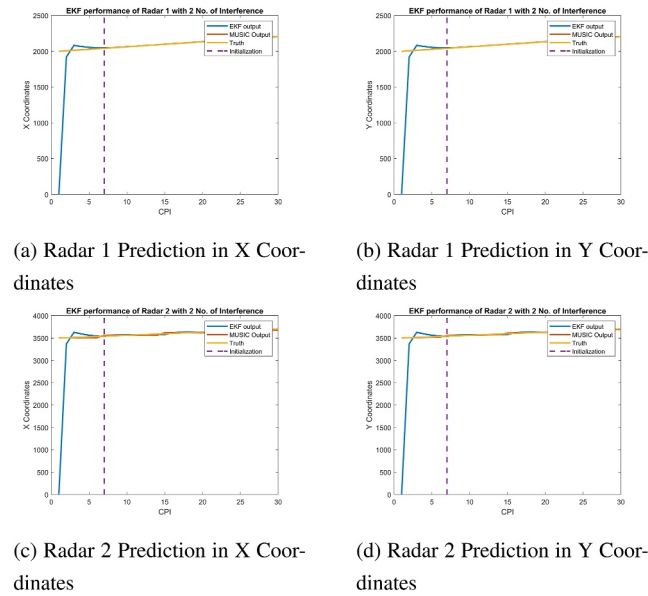 EKF performance of Radar 1 with 2 No. of Interference
EKF output
MUSIC Output
Truth
Initialization
2500
2000
1500
1000
500
0
X Coordinates
0 5 10 15 20 25 30
CPI
(a) Radar 1 Prediction in X Coor-
dinates
EKF performance of Radar 1 with 2 No. of Interference
EKF output
MUSIC Output
Truth
Initialization
2500
2000
1500
1000
500
0
Y Coordinates
0 5 10 15 20 25 30
CPI
(b) Radar 1 Prediction in Y Coor-
dinates
EKF performance of Radar 2 with 2 No. of Interference
EKF output
MUSIC Output
Truth
Initialization
4000
3500
3000
2500
2000
1500
1000
500
0
X Coordinates
0 5 10 15 20 25 30
CPI
(c) Radar 2 Prediction in X Coor-
dinates
EKF performance of Radar 2 with 2 No. of Interference
EKF output
MUSIC Output
Truth
Initialization
4000
3500
3000
2500
2000
1500
1000
500
0
Y Coordinates
0 5 10 15 20 25 30
CPI
(d) Radar 2 Prediction in Y Coor-
dinates